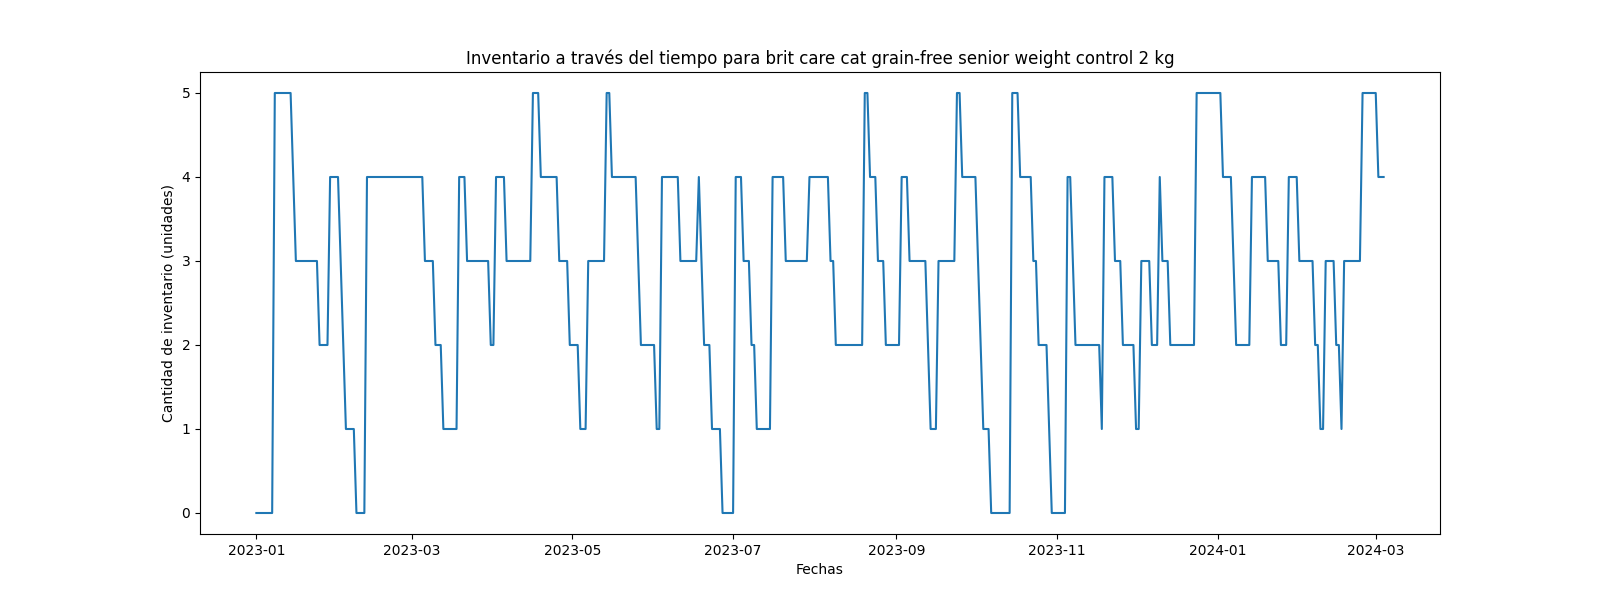 Inventario a través del tiempo para brit care cat grain-free senior weight control 2 kg
Cantidad de inventario (unidades)
5
4
3
2
1
0
2023-01 2023-03 2023-05 2023-07 2023-09 2023-11 2024-01 2024-03
Fechas